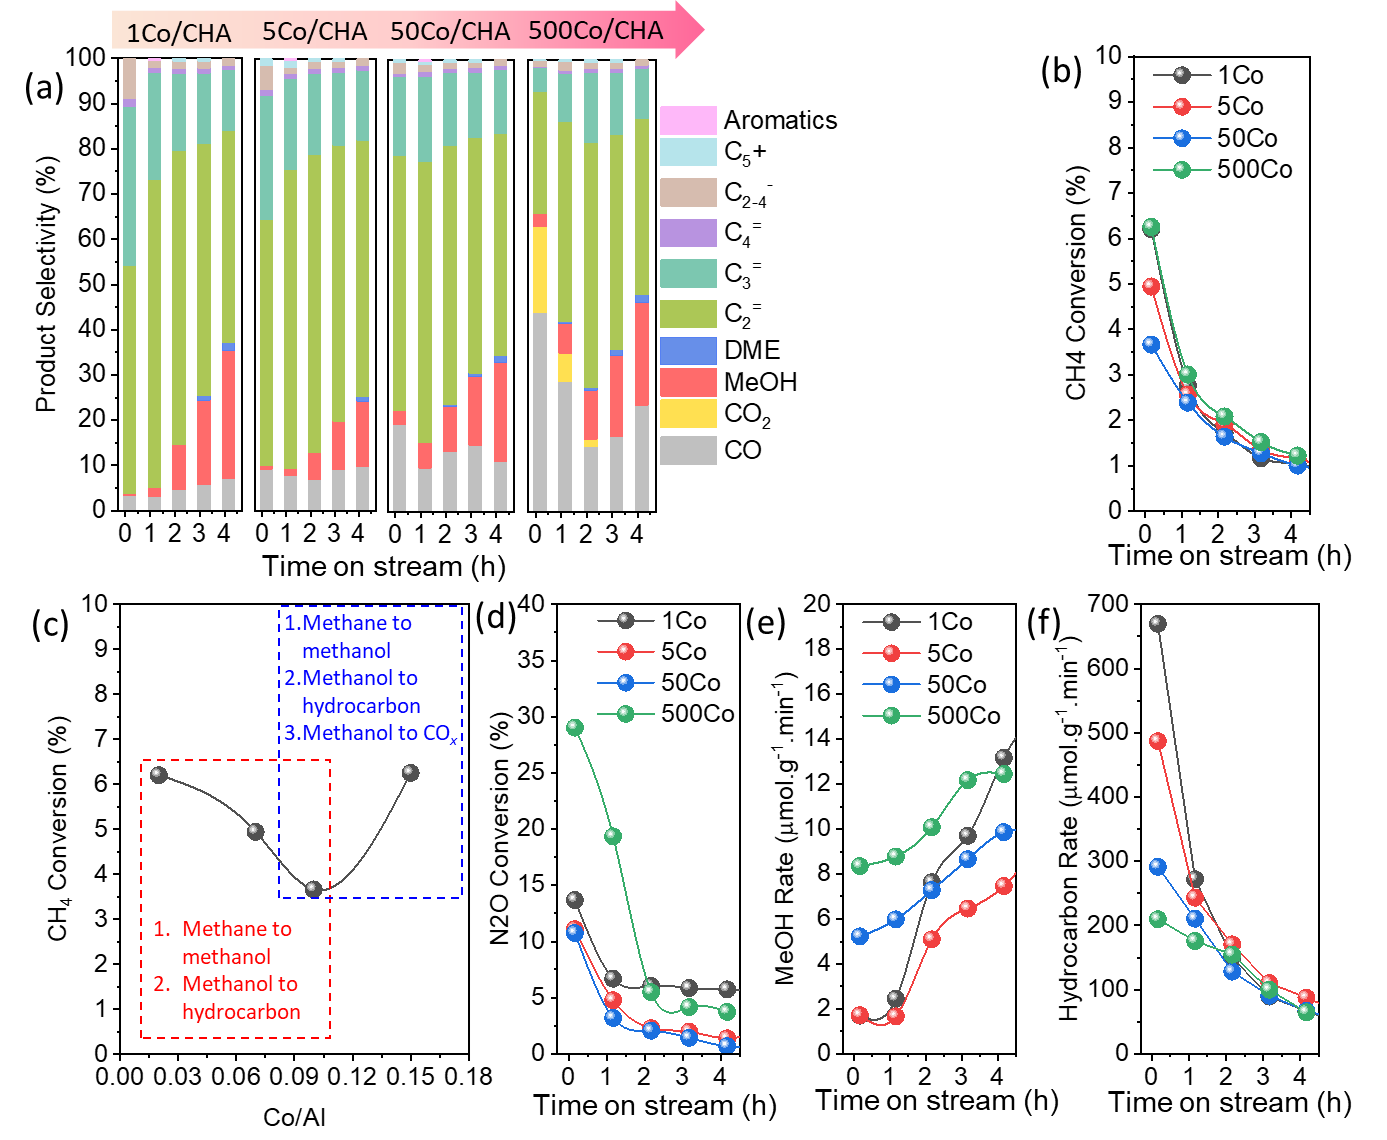 1Co/CHA 5Co/CHA 50Co/CHA 500Co/CHA
(a)
Product Selectivity (%)
100
90
80
70
60
50
40
30
20
10
0
0 1 2 3 4 0 1 2 3 4 0 1 2 3 4 0 1 2 3 4
Time on stream (h)
Aromatics
C5+
C2-4-
C4=
C3=
C2=
DME
MeOH
CO2
CO
(b)
CH4 Conversion (%)
10
9
8
7
6
5
4
3
2
1
0
1Co
5Co
50Co
500Co
0 1 2 3 4
Time on stream (h)
(c)
CH4 Conversion (%)
10
9
8
7
6
5
4
3
2
1
0
1.Methane to
methanol
2.Methanol to
hydrocarbon
3.Methanol to COx
1. Methane to
methanol
2. Methanol to
hydrocarbon
0.00 0.03 0.06 0.09 0.12 0.15 0.18
Co/Al
(d)
N2O Conversion (%)
40
35
30
25
20
15
10
5
0
1Co
5Co
50Co
500Co
0 1 2 3 4
Time on stream (h)
(e)
MeOH Rate (μmol.g-1.min-1)
20
18
16
14
12
10
8
6
4
2
0
1Co
5Co
50Co
500Co
0 1 2 3 4
Time on stream (h)
(f)
Hydrocarbon Rate (μmol.g-1.min-1)
700
600
500
400
300
200
100
0
0 1 2 3 4
Time on stream (h)